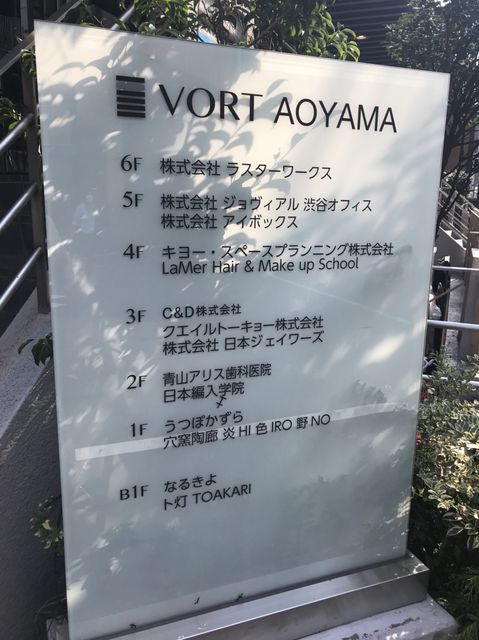 VORT AOYAMA
6F 株式会社 ラスターワークス
5F 株式会社 ジョヴィアル 渋谷オフィス
株式会社 アイボックス
4F キヨー・スペースプランニング株式会社
LaMer Hair & Make up School
3F C&D株式会社
クエイルトーキョー株式会社
株式会社 日本ジェイワーズ
2F 青山アリス歯科医院
日本編入学院
1F うつぼかずら
穴窯陶廊 炎 HI 色 IRO 野 NO
B1F なるきよ
ト灯 TOAKARI